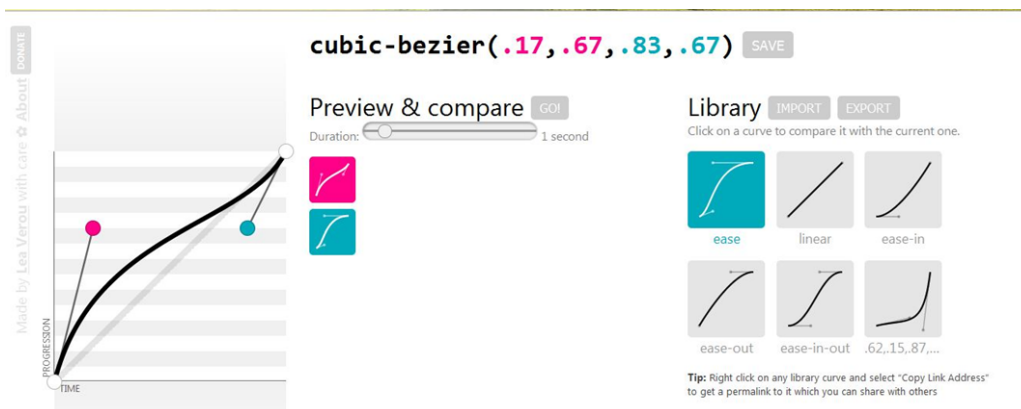 Made by Lea Verou with care ✿ About DONATE
cubic-bezier(.17,.67,.83,.67) SAVE
Preview & compare GO!
Duration: 1 second
Library IMPORT EXPORT
Click on a curve to compare it with the current one.
ease linear ease-in
ease-out ease-in-out .62,.15,.87,...
Tip: Right click on any library curve and select "Copy Link Address"
to get a permalink to it which you can share with others
PROGRESSION
TIME